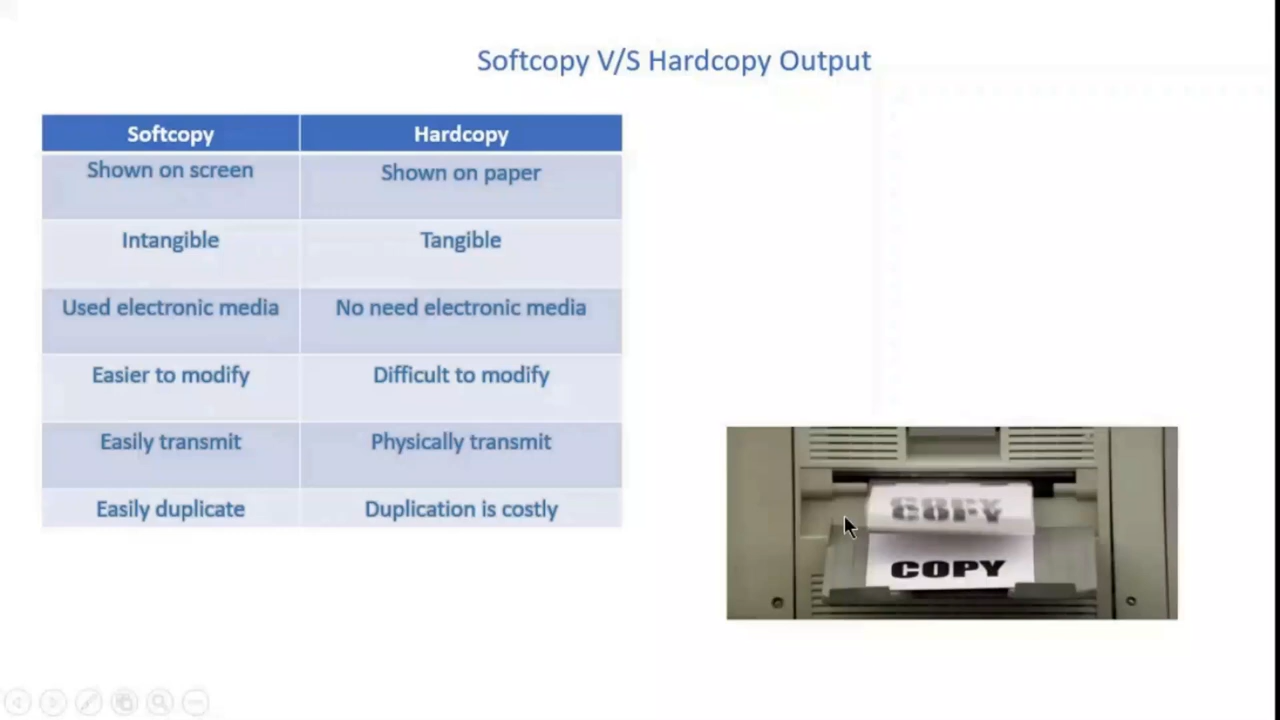 Softcopy V/S Hardcopy Output
Softcopy Hardcopy
Shown on screen Shown on paper
Intangible Tangible
Used electronic media No need electronic media
Easier to modify Difficult to modify
Easily transmit Physically transmit
Easily duplicate Duplication is costly
COPY
COPY